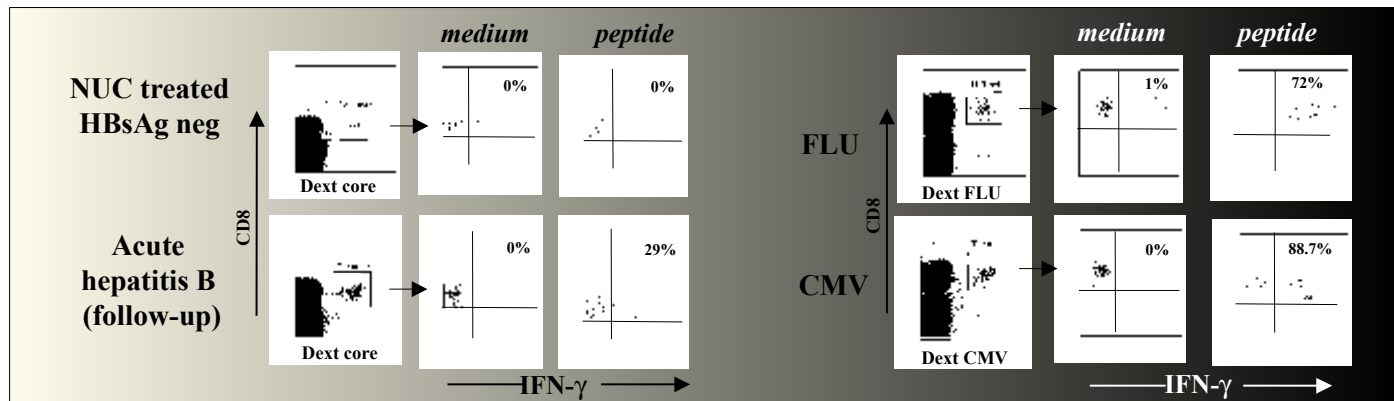 medium peptide
NUC treated
HBsAg neg
0%
0%
Dext core
CD8
Acute
hepatitis B
(follow-up)
0%
29%
Dext core
IFN-γ
medium peptide
FLU
1%
72%
Dext FLU
CD8
CMV
0%
88.7%
Dext CMV
IFN-γ